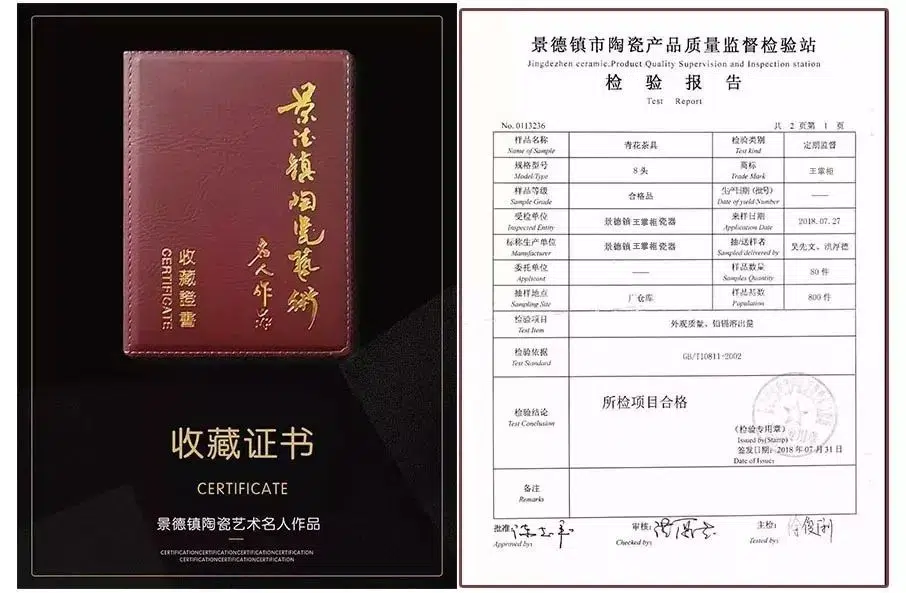 景德镇陶瓷艺術
名人作品
收藏證書
CERTIFICATE
收藏证书
CERTIFICATE
景德镇陶瓷艺术名人作品
CERTIFICATIONCERTIFICATIONCERTIFICATIONCERTIFICATION
CERTIFICATIONCERTIFICATIONCERTIFICATION
景德镇市陶瓷产品质量监督检验站
Jingdezhen ceramic.Product Quality Supervision and Inspection station
检 验 报 告
Test Report
No. 0113236 共 2 页第 1 页
样品名称 Name of Sample 青花茶具 检验类别 Test kind 定期监督
规格型号 Model/Type 8头 商标 Trade Mark 王掌柜
样品等级 Sample Grade 合格品 生产日期(批号) Date of yield/Number ——
受检单位 Inspected Entity 景德镇王掌柜瓷器 来样日期 Application Date 2018.07.27
标称生产单位 Manufacturer 景德镇王掌柜瓷器 抽/送样者 Sampled delivered by 吴先文、洪厚德
委托单位 Applicant —— 样品数量 Samples Quantity 80件
抽样地点 Sampling Site 厂仓库 样品基数 Population 800件
检验项目 Test Item 外观质量、铅镉溶出量
检验依据 Test Standard GB/T10811-2002
检验结论 Test Conclusion 所检项目合格
(检验专用章)
Issued by(Stamp)
签发日期: 2018年07月31日
Date of Issue:
备注 Remarks
批准: 审核: 主检:
Approved by: Checked by: Tested by: